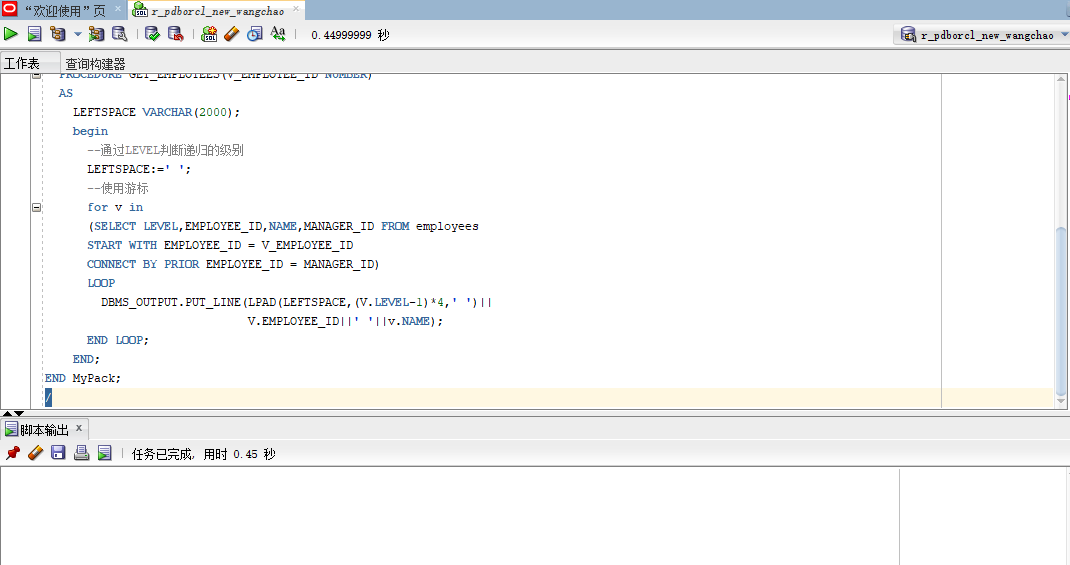 “欢迎使用”页 × r_pdborcl_new_wangchao ×
0.44999999 秒 r_pdborcl_new_wangchao
工作表 查询构建器
PROCEDURE GET_EMPLOYEES(V_EMPLOYEE_ID NUMBER)
AS
LEFTSPACE VARCHAR(2000);
begin
--通过LEVEL判断递归的级别
LEFTSPACE:=' ';
--使用游标
for v in
(SELECT LEVEL,EMPLOYEE_ID,NAME,MANAGER_ID FROM employees
START WITH EMPLOYEE_ID = V_EMPLOYEE_ID
CONNECT BY PRIOR EMPLOYEE_ID = MANAGER_ID)
LOOP
DBMS_OUTPUT.PUT_LINE(LPAD(LEFTSPACE,(V.LEVEL-1)*4,' ')||
V.EMPLOYEE_ID||' '||v.NAME);
END LOOP;
END;
END MyPack;
/
脚本输出 x
任务已完成, 用时 0.45 秒